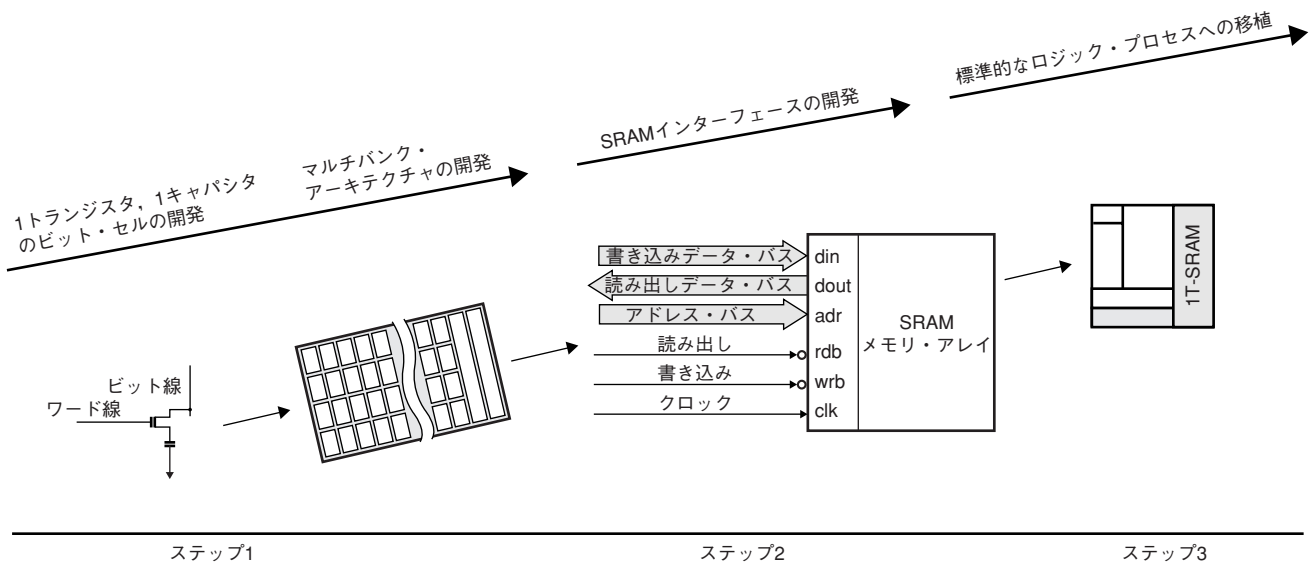 標準的なロジック・プロセスへの移植
SRAMインターフェースの開発
マルチバンク・
アーキテクチャの開発
1トランジスタ，1キャパシタ
のビット・セルの開発
ビット線
ワード線
書き込みデータ・バス
din
読み出しデータ・バス
dout
アドレス・バス
adr
読み出し
rdb
書き込み
wrb
クロック
clk
SRAM
メモリ・アレイ
1T-SRAM
ステップ1
ステップ2
ステップ3